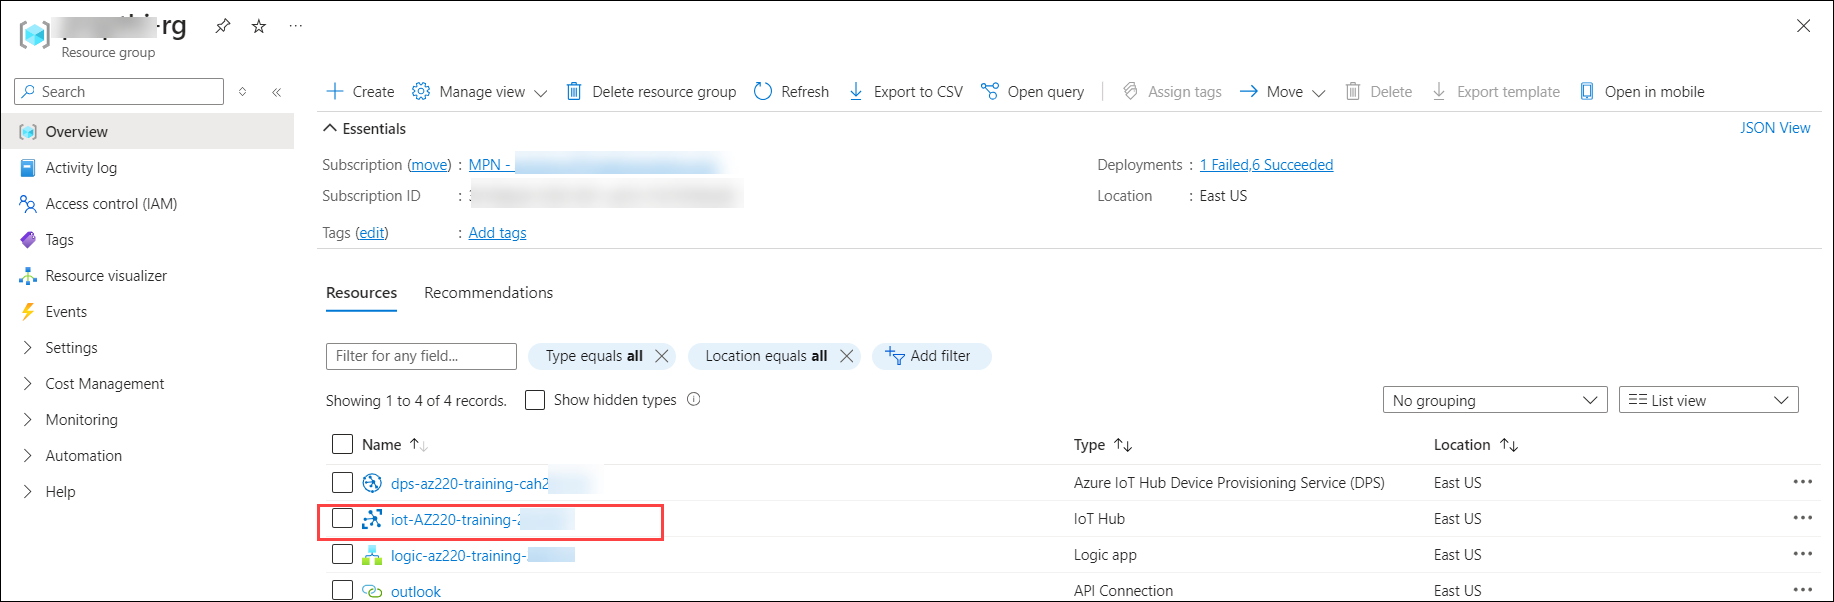 -rg
Resource group
Search
Overview
Activity log
Access control (IAM)
Tags
Resource visualizer
Events
Settings
Cost Management
Monitoring
Automation
Help
Create Manage view Delete resource group Refresh Export to CSV Open query Assign tags Move Delete Export template Open in mobile
Essentials JSON View
Subscription (move) : MPN - Deployments : 1 Failed,6 Succeeded
Subscription ID : Location : East US
Tags (edit) : Add tags
Resources Recommendations
Filter for any field... Type equals all Location equals all Add filter
Showing 1 to 4 of 4 records. Show hidden types No grouping List view
Name Type Location
dps-az220-training-cah2 Azure IoT Hub Device Provisioning Service (DPS) East US
iot-AZ220-training-2 IoT Hub East US
logic-az220-training- Logic app East US
outlook API Connection East US